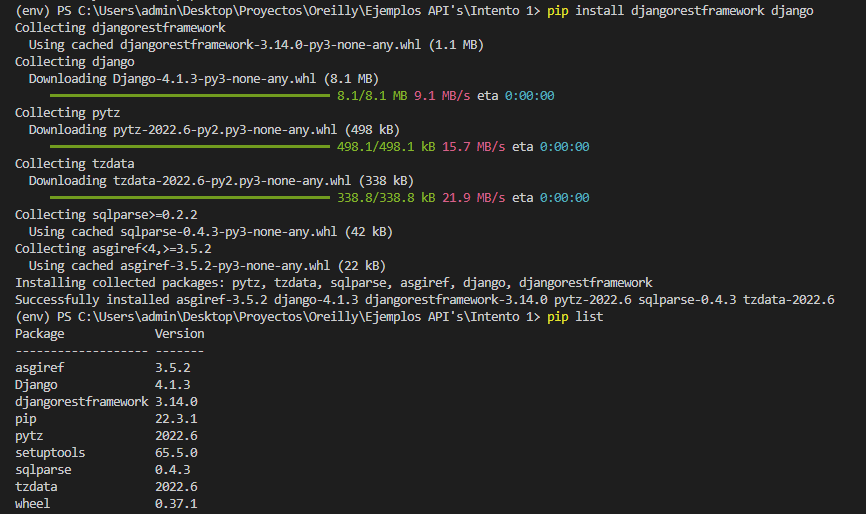 (env) PS C:\Users\admin\Desktop\Proyectos\Oreilly\Ejemplos API's\Intento 1> pip install djangorestframework django
Collecting djangorestframework
  Using cached djangorestframework-3.14.0-py3-none-any.whl (1.1 MB)
Collecting django
  Downloading Django-4.1.3-py3-none-any.whl (8.1 MB)
8.1/8.1 MB 9.1 MB/s eta 0:00:00
Collecting pytz
  Downloading pytz-2022.6-py2.py3-none-any.whl (498 kB)
498.1/498.1 kB 15.7 MB/s eta 0:00:00
Collecting tzdata
  Downloading tzdata-2022.6-py2.py3-none-any.whl (338 kB)
338.8/338.8 kB 21.9 MB/s eta 0:00:00
Collecting sqlparse>=0.2.2
  Using cached sqlparse-0.4.3-py3-none-any.whl (42 kB)
Collecting asgiref<4,>=3.5.2
  Using cached asgiref-3.5.2-py3-none-any.whl (22 kB)
Installing collected packages: pytz, tzdata, sqlparse, asgiref, django, djangorestframework
Successfully installed asgiref-3.5.2 django-4.1.3 djangorestframework-3.14.0 pytz-2022.6 sqlparse-0.4.3 tzdata-2022.6
(env) PS C:\Users\admin\Desktop\Proyectos\Oreilly\Ejemplos API's\Intento 1> pip list
Package             Version
------------------- -------
asgiref             3.5.2
Django              4.1.3
djangorestframework 3.14.0
pip                 22.3.1
pytz                2022.6
setuptools          65.5.0
sqlparse            0.4.3
tzdata              2022.6
wheel               0.37.1